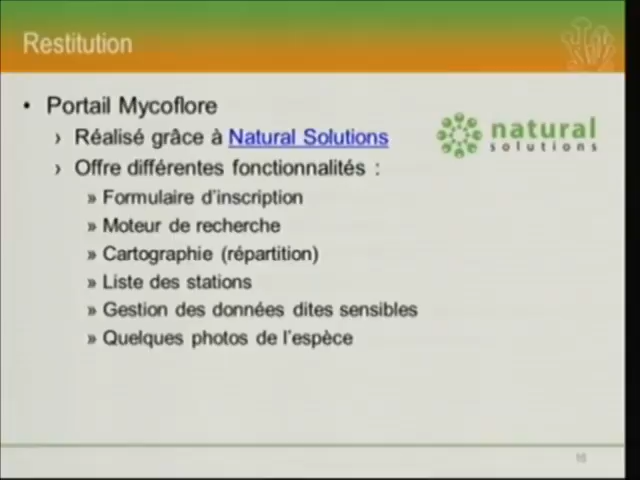 Restitution
• Portail Mycoflore
› Réalisé grâce à Natural Solutions
natural
solutions
› Offre différentes fonctionnalités :
» Formulaire d'inscription
» Moteur de recherche
» Cartographie (répartition)
» Liste des stations
» Gestion des données dites sensibles
» Quelques photos de l'espèce